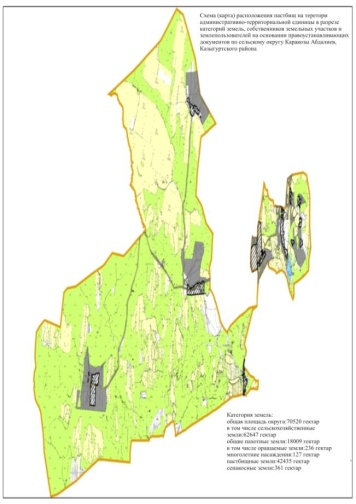 Схема (карта) расположения пастбищ на територи
административно-территориальной единицы в разрезе
категорий земель, собственников земельных участков и
землепользователей на основании правоустанавливающих
документов по сельскому округу Каракозы Абдалиев,
Казыгуртского района
Категории земель:
общая площадь округа:70520 гектар
в том числе сельскохозяйственные
земли:62647 гектар
общие пахотные земли:18009 гектар
в том числе орашаемые земли:236 гектар
многолетние насаждения:127 гектар
пастбищные земли:42435 гектар
сенокосные земли:361 гектар